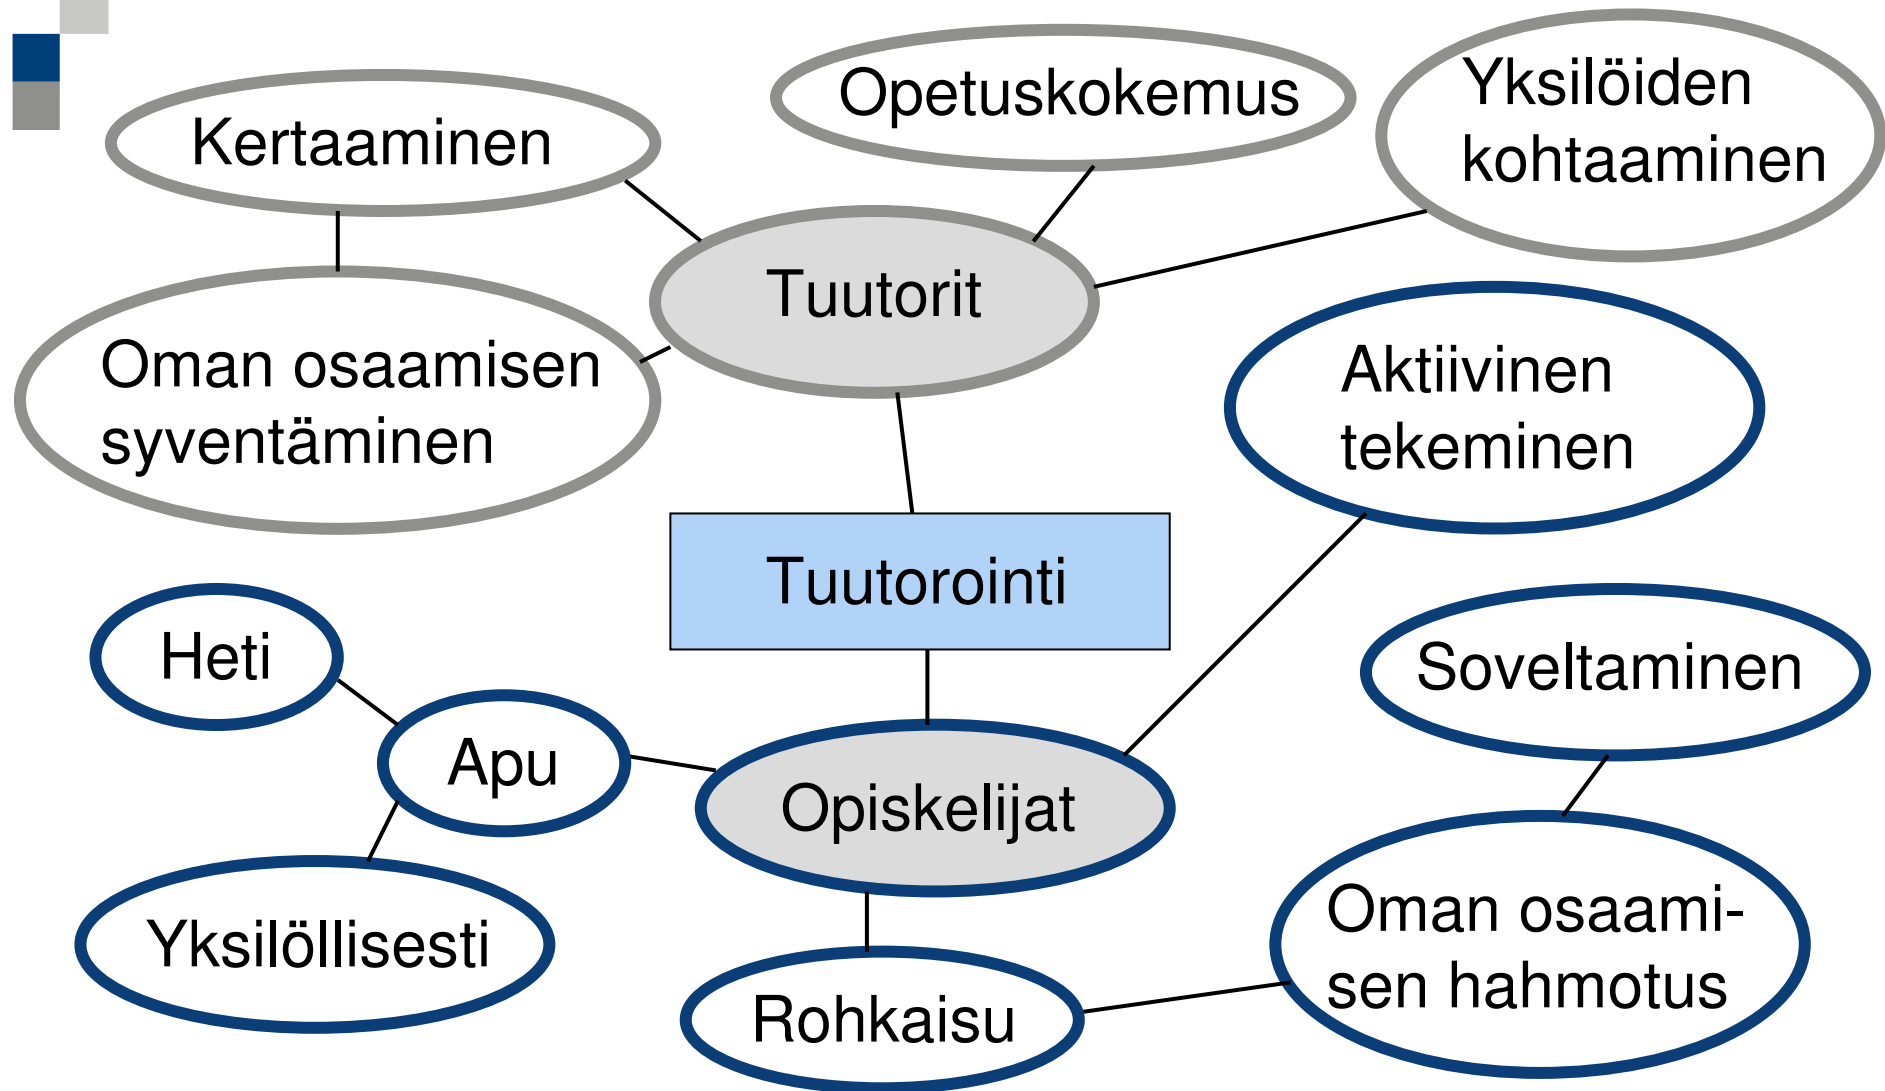 Opetuskokemus
Yksilöiden
kohtaaminen
Kertaaminen
Tuutorit
Oman osaamisen
syventäminen
Aktiivinen
tekeminen
Tuutorointi
Heti
Soveltaminen
Apu
Opiskelijat
Yksilöllisesti
Oman osaami-
sen hahmotus
Rohkaisu